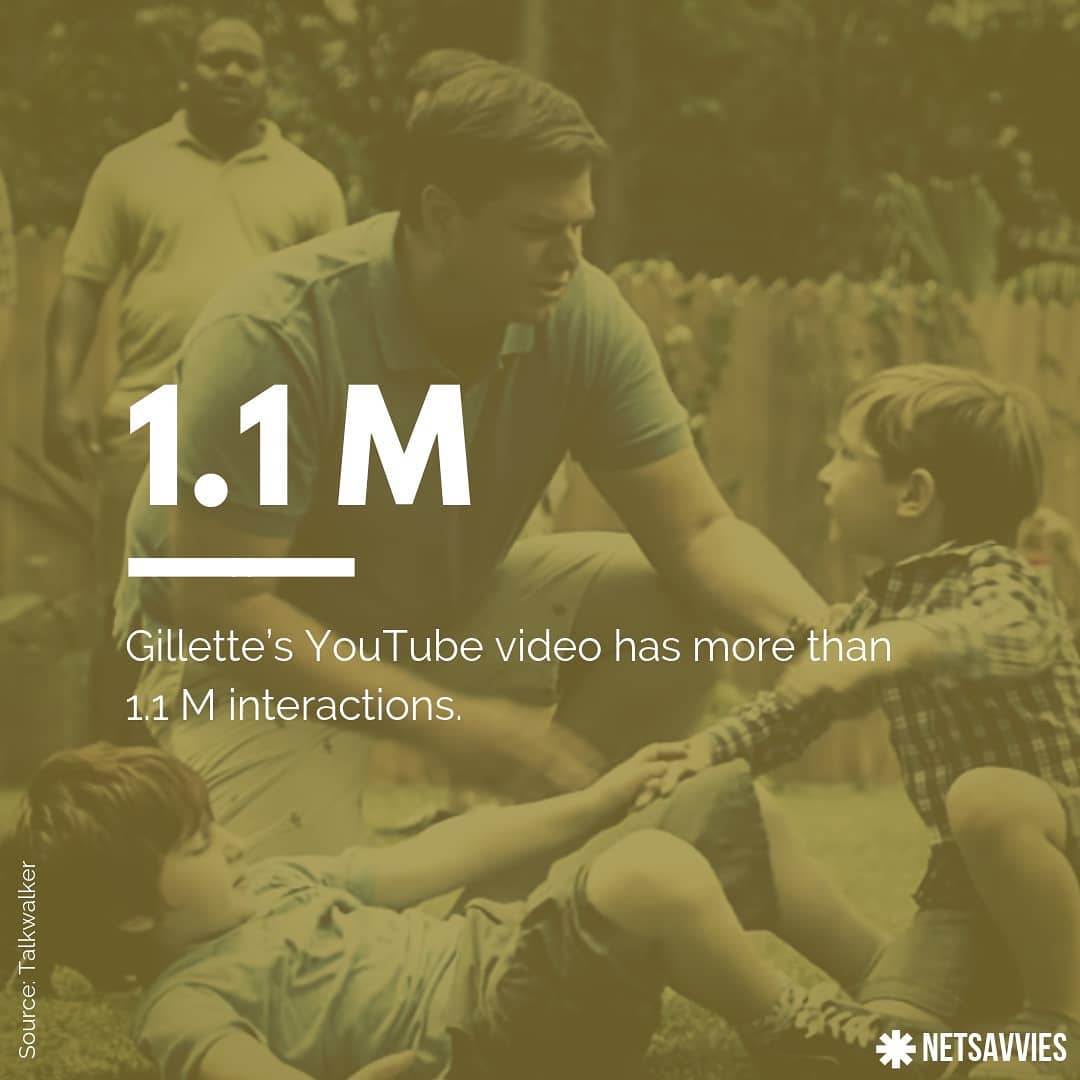 1.1 M
Gillette’s YouTube video has more than
1.1 M interactions.
Source: Talkwalker
NETSAVVIES